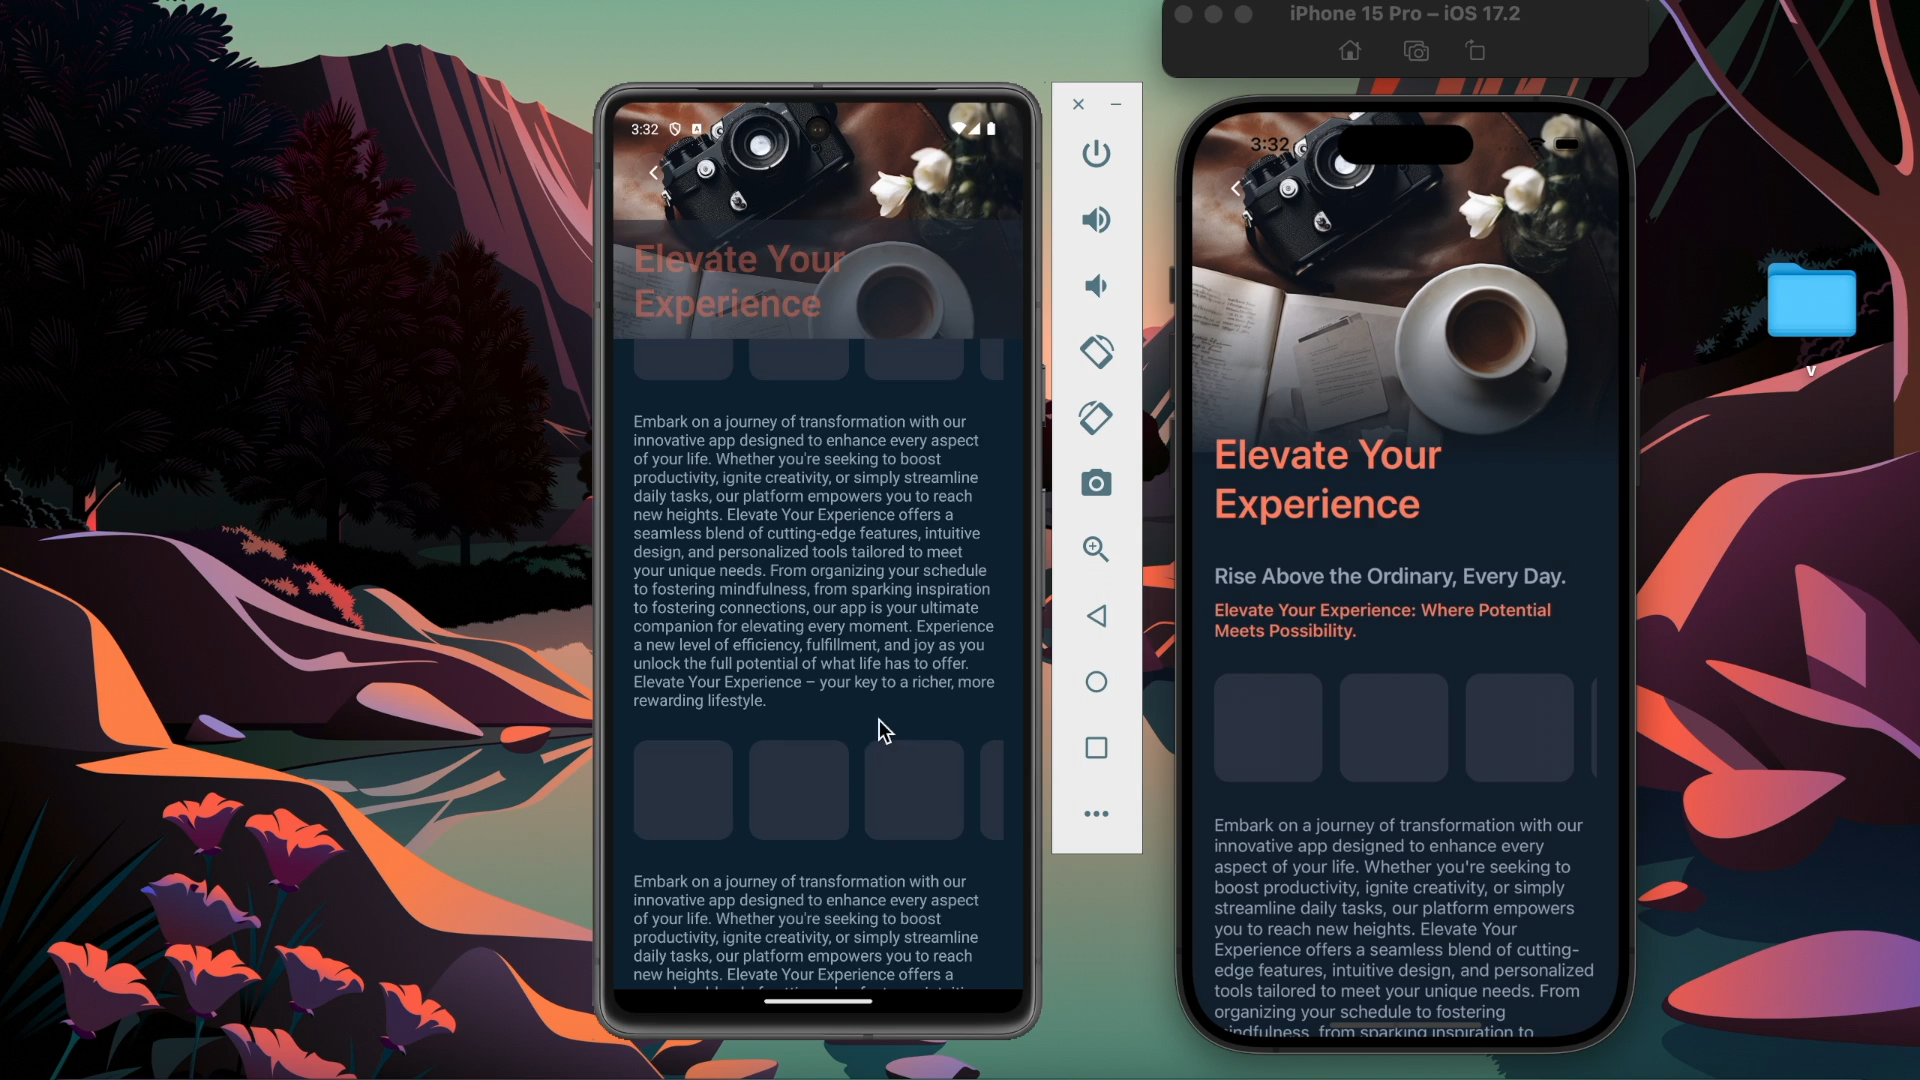 iPhone 15 Pro – iOS 17.2
3:32
Elevate Your
Experience
Embark on a journey of transformation with our
innovative app designed to enhance every aspect
of your life. Whether you're seeking to boost
productivity, ignite creativity, or simply streamline
daily tasks, our platform empowers you to reach
new heights. Elevate Your Experience offers a
seamless blend of cutting-edge features, intuitive
design, and personalized tools tailored to meet
your unique needs. From organizing your schedule
to fostering mindfulness, from sparking inspiration
to fostering connections, our app is your ultimate
companion for elevating every moment. Experience
a new level of efficiency, fulfillment, and joy as you
unlock the full potential of what life has to offer.
Elevate Your Experience – your key to a richer, more
rewarding lifestyle.
Embark on a journey of transformation with our
innovative app designed to enhance every aspect
of your life. Whether you're seeking to boost
productivity, ignite creativity, or simply streamline
daily tasks, our platform empowers you to reach
new heights. Elevate Your Experience offers a
3:32
Elevate Your
Experience
Rise Above the Ordinary, Every Day.
Elevate Your Experience: Where Potential
Meets Possibility.
Embark on a journey of transformation with our
innovative app designed to enhance every
aspect of your life. Whether you're seeking to
boost productivity, ignite creativity, or simply
streamline daily tasks, our platform empowers
you to reach new heights. Elevate Your
Experience offers a seamless blend of cutting-
edge features, intuitive design, and personalized
tools tailored to meet your unique needs. From
organizing your schedule to fostering
mindfulness, from sparking inspiration to
v